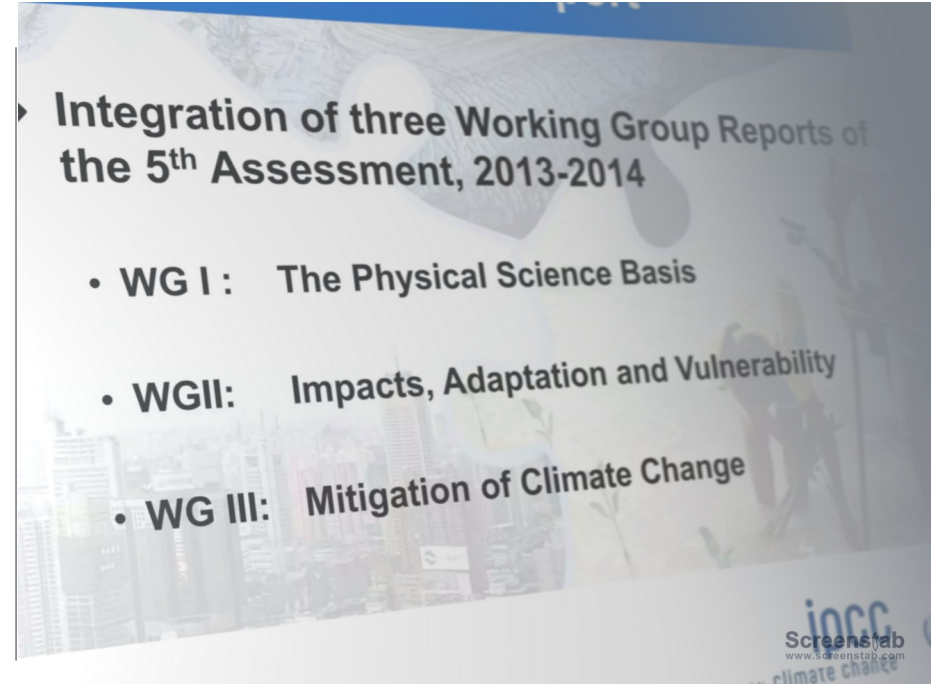 Integration of three Working Group Reports of
the 5th Assessment, 2013-2014
• WG I : The Physical Science Basis
• WGII: Impacts, Adaptation and Vulnerability
• WG III: Mitigation of Climate Change
ipcc
Screenstab
www.screenstab.com
climate change